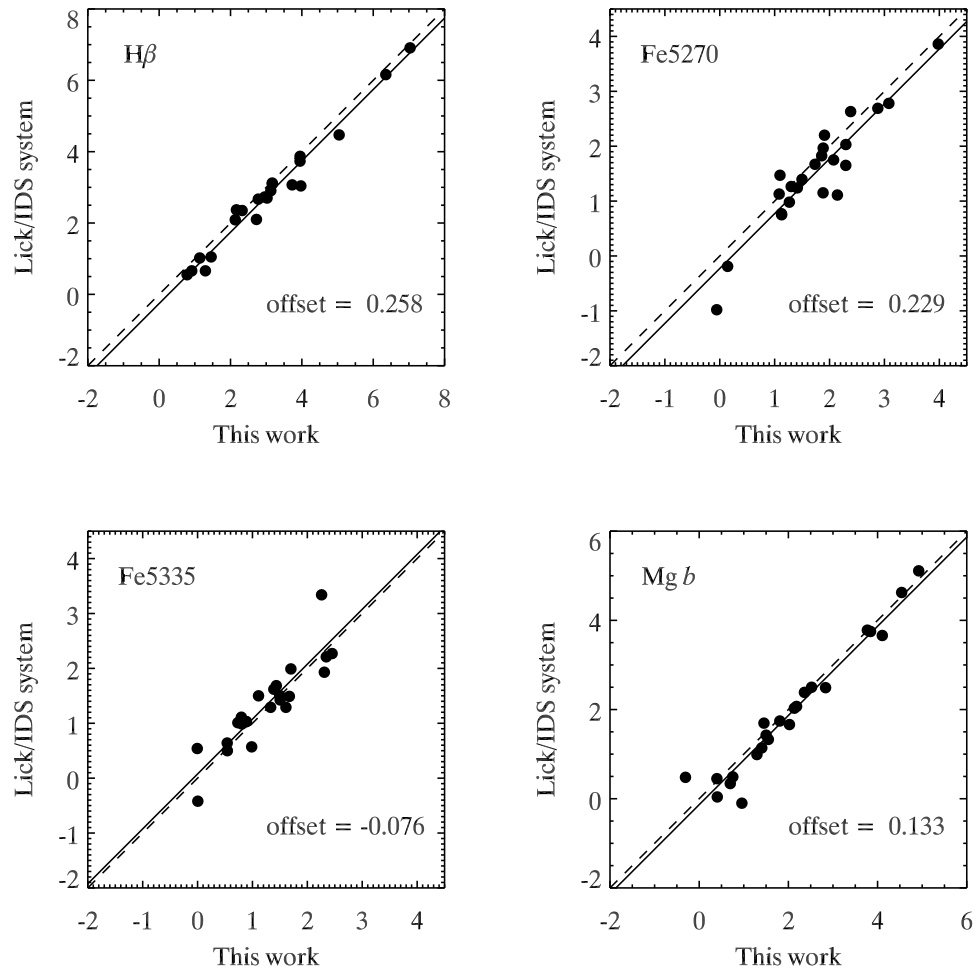 Hβ
Lick/IDS system
8
6
4
2
0
-2
offset = 0.258
-2 0 2 4 6 8
This work
Fe5270
Lick/IDS system
4
3
2
1
0
-1
-2
offset = 0.229
-2 -1 0 1 2 3 4
This work
Fe5335
Lick/IDS system
4
3
2
1
0
-1
-2
offset = -0.076
-2 -1 0 1 2 3 4
This work
Mg b
Lick/IDS system
6
4
2
0
-2
offset = 0.133
-2 0 2 4 6
This work